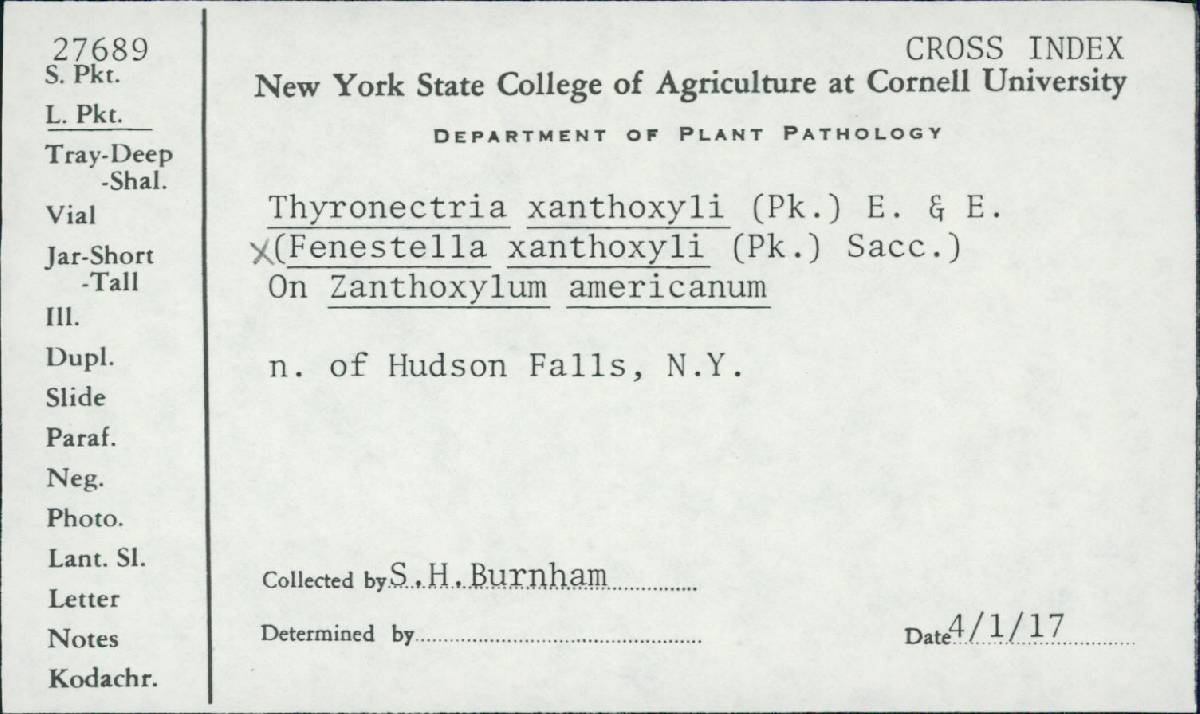 27689
S. Pkt.
L. Pkt.
Tray-Deep
-Shal.
Vial
Jar-Short
-Tall
Ill.
Dupl.
Slide
Paraf.
Neg.
Photo.
Lant. Sl.
Letter
Notes
Kodachr.
CROSS INDEX
New York State College of Agriculture at Cornell University
DEPARTMENT OF PLANT PATHOLOGY
Thyronectria xanthoxyli (Pk.) E. & E.
x(Fenestella xanthoxyli (Pk.) Sacc.)
On Zanthoxylum americanum
n. of Hudson Falls, N.Y.
Collected by S.H.Burnham
Determined by
Date 4/1/17